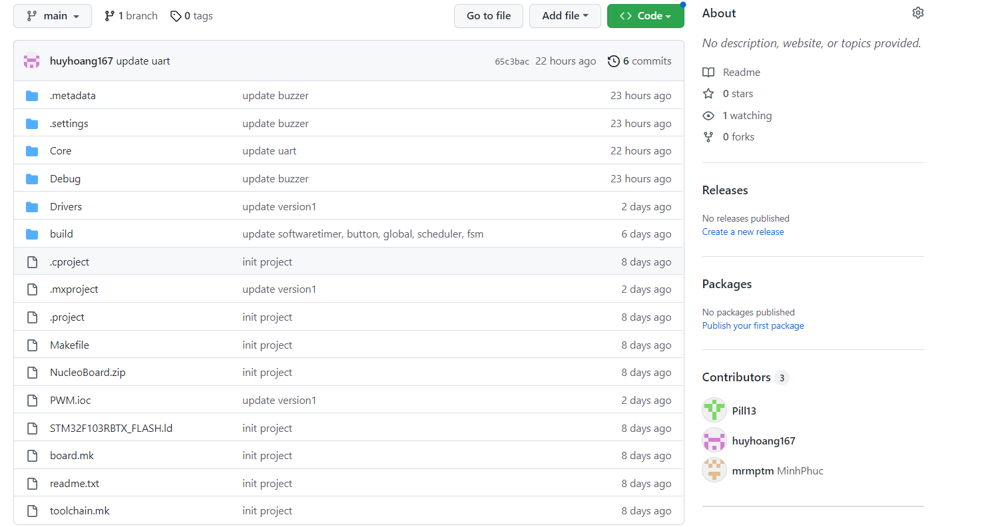 main 1 branch 0 tags Go to file Add file <> Code
huyhoang167 update uart 65c3bac 22 hours ago 6 commits
.metadata update buzzer 23 hours ago
.settings update buzzer 23 hours ago
Core update uart 22 hours ago
Debug update buzzer 23 hours ago
Drivers update version1 2 days ago
build update softwaretimer, button, global, scheduler, fsm 6 days ago
.cproject init project 8 days ago
.mxproject update version1 2 days ago
.project init project 8 days ago
Makefile init project 8 days ago
NucleoBoard.zip init project 8 days ago
PWM.ioc update version1 2 days ago
STM32F103RBTX_FLASH.ld init project 8 days ago
board.mk init project 8 days ago
readme.txt init project 8 days ago
toolchain.mk init project 8 days ago
About
No description, website, or topics provided.
Readme
0 stars
1 watching
0 forks
Releases
No releases published
Create a new release
Packages
No packages published
Publish your first package
Contributors 3
Pill13
huyhoang167
mrmptm MinhPhuc